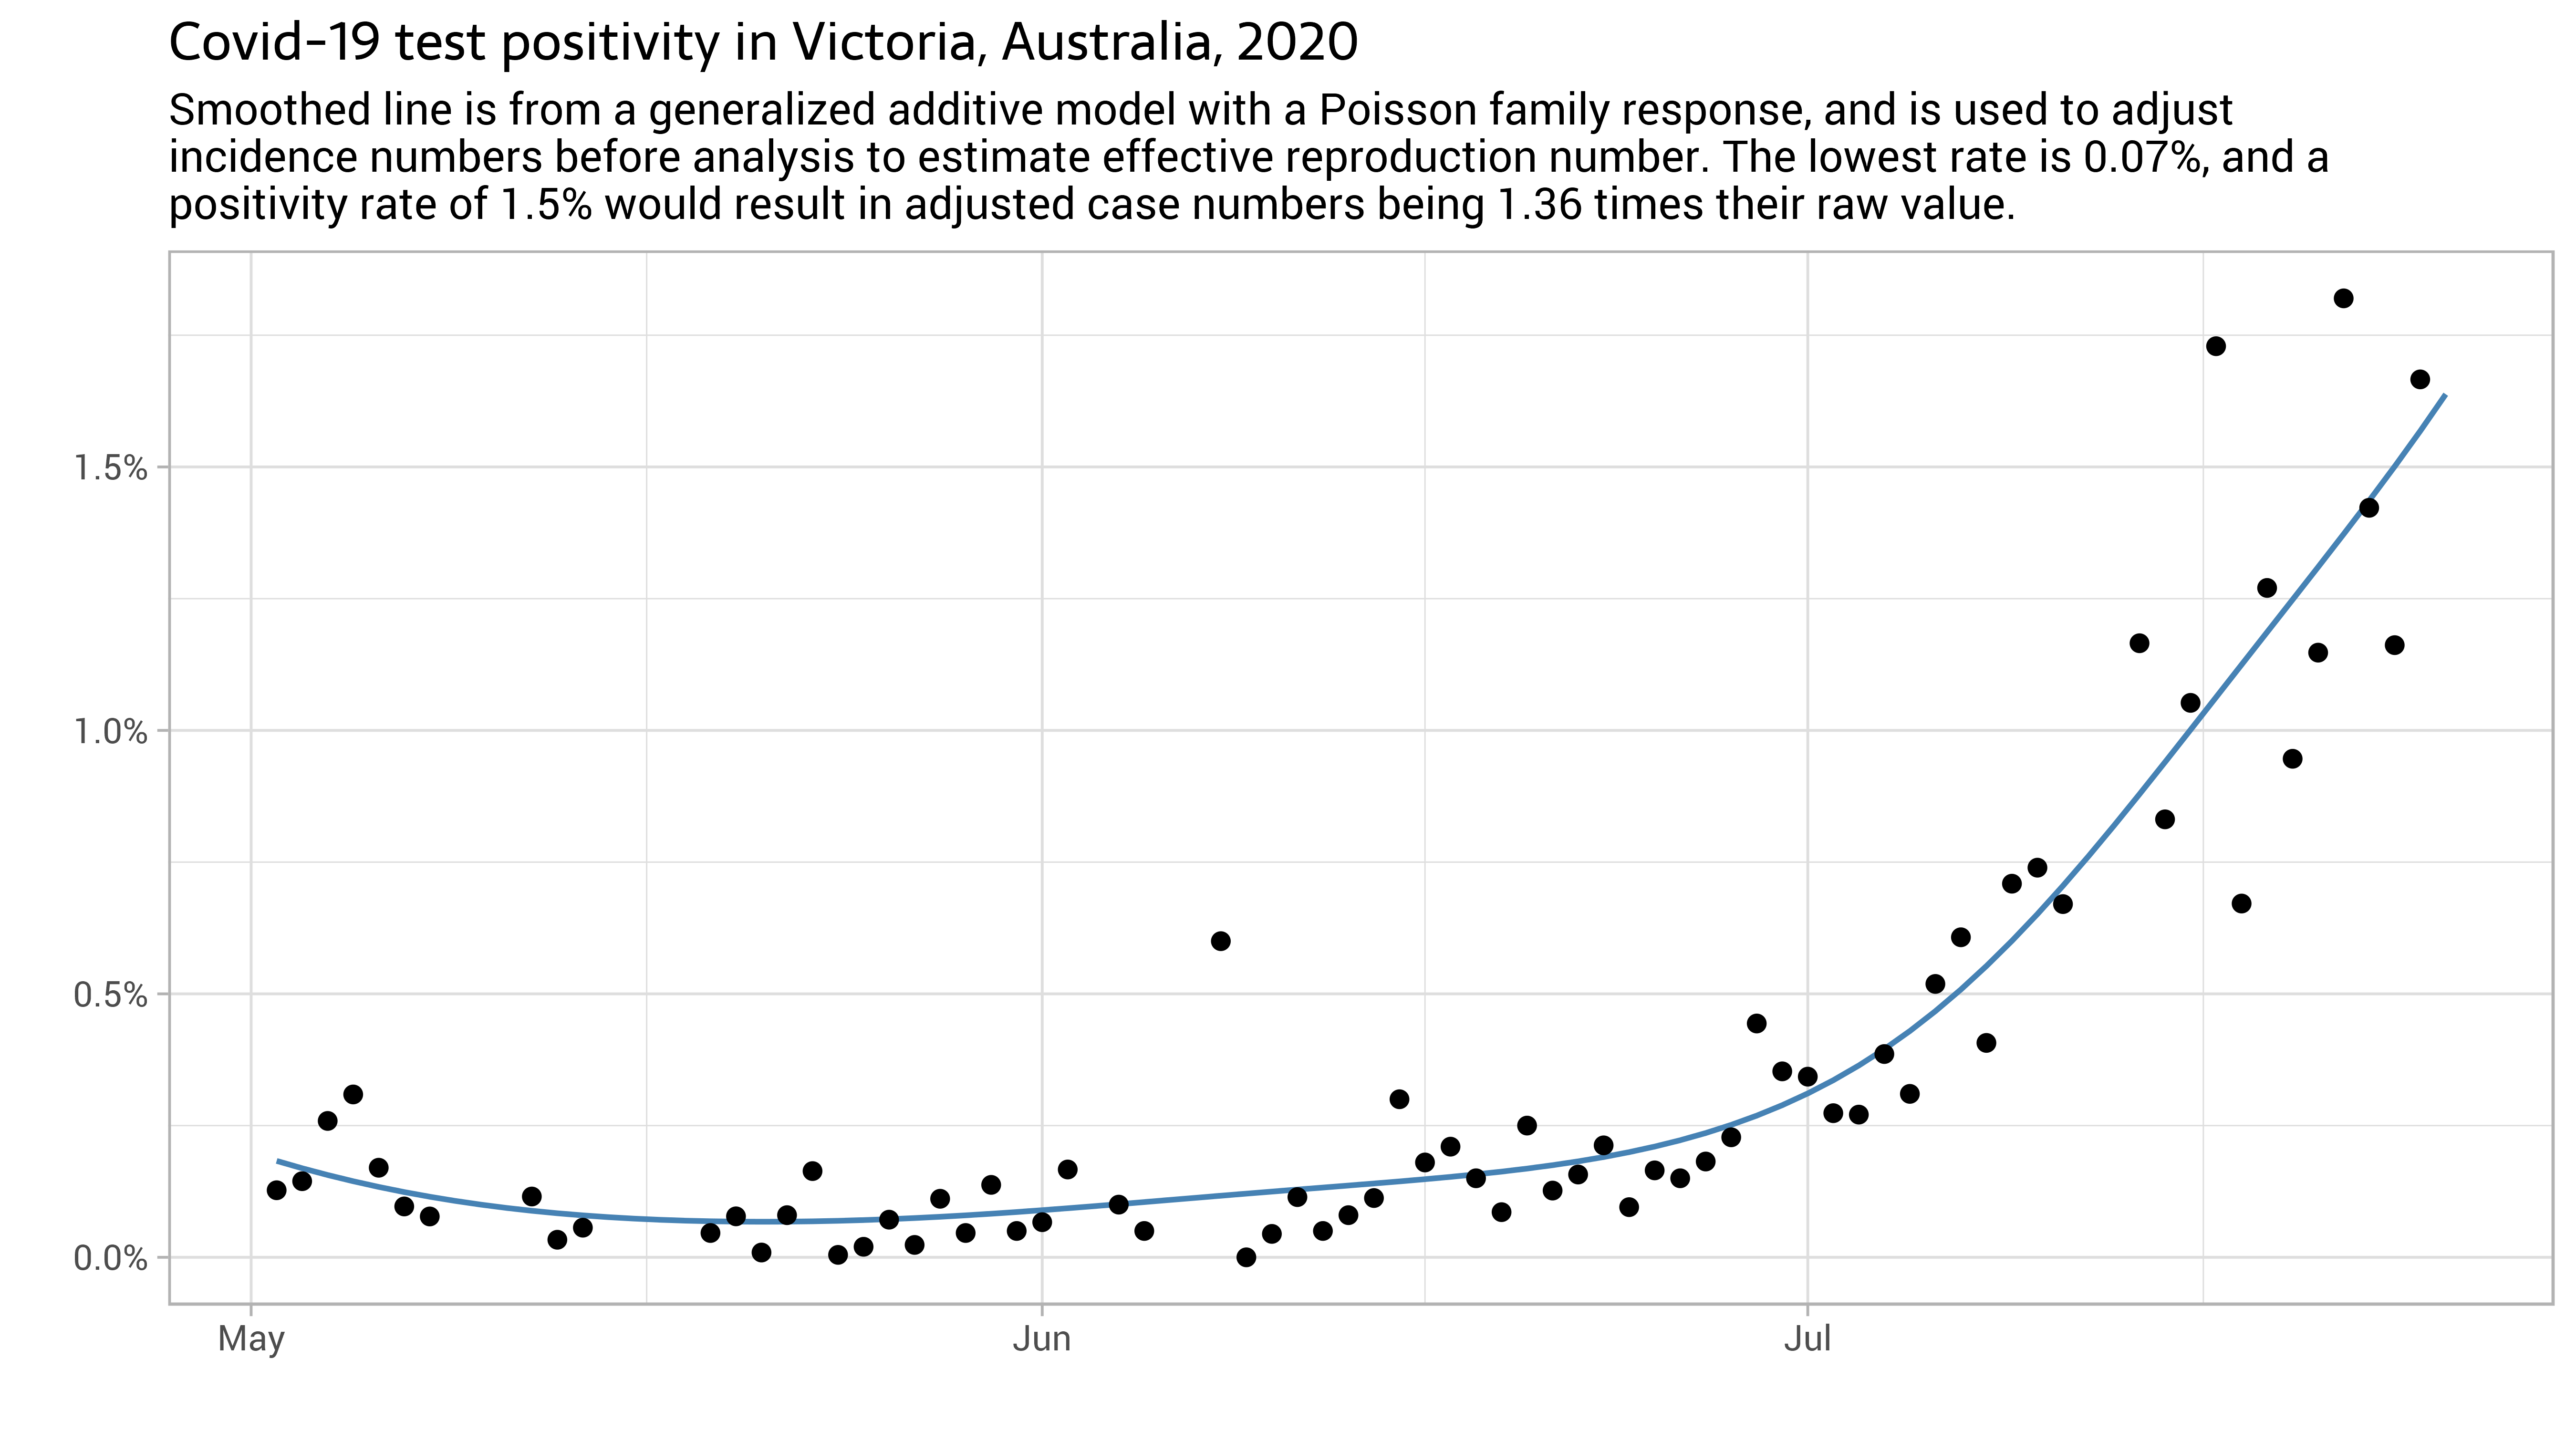 Covid-19 test positivity in Victoria, Australia, 2020
Smoothed line is from a generalized additive model with a Poisson family response, and is used to adjust
incidence numbers before analysis to estimate effective reproduction number. The lowest rate is 0.07%, and a
positivity rate of 1.5% would result in adjusted case numbers being 1.36 times their raw value.
1.5%
1.0%
0.5%
0.0%
May
Jun
Jul